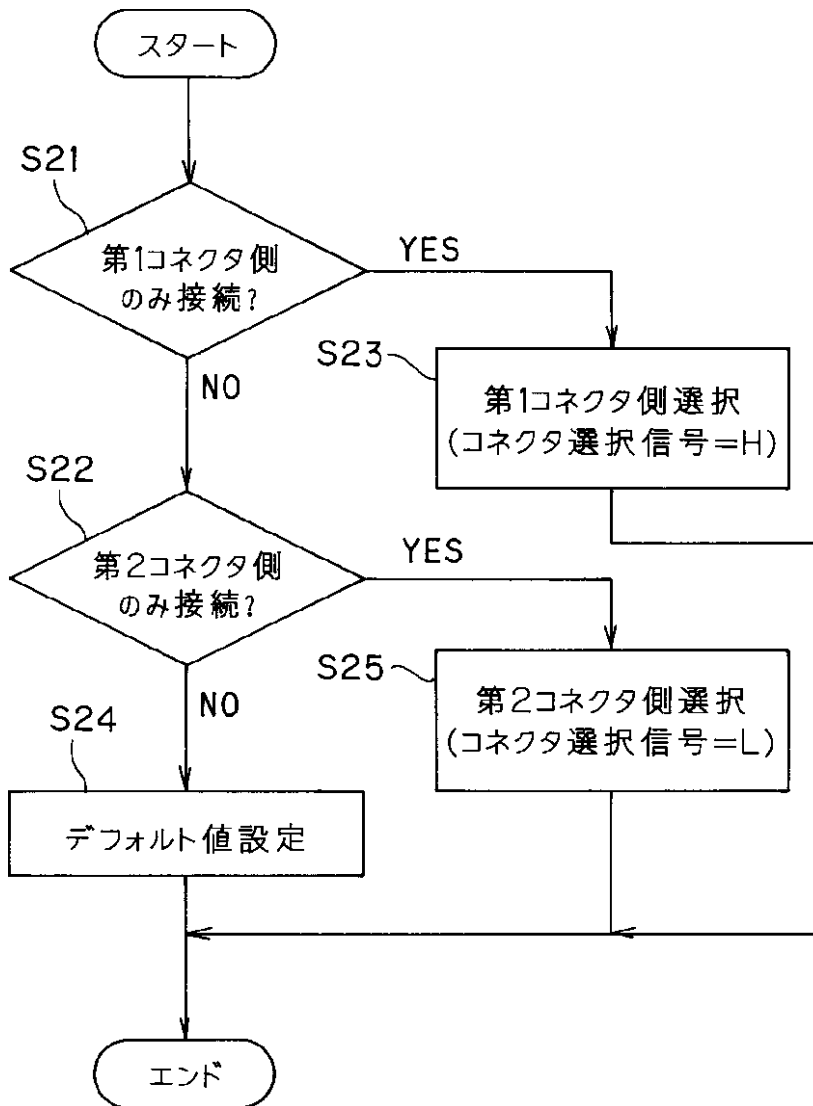 スタート
S21
第1コネクタ側
のみ接続?
YES
NO
S23
第1コネクタ側選択
(コネクタ選択信号=H)
S22
第2コネクタ側
のみ接続?
YES
NO
S25
第2コネクタ側選択
(コネクタ選択信号=L)
S24
デフォルト値設定
エンド